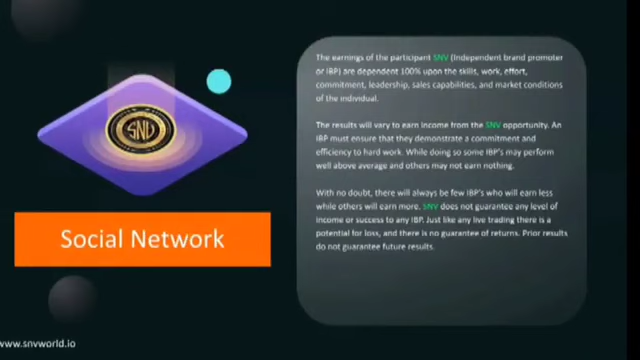 The earnings of the participant SNV (Independent brand promoter
or IBP) are dependent 100% upon the skills, work, effort,
commitment, leadership, sales capabilities, and market conditions
of the individual.
The results will vary to earn income from the SNV opportunity. An
IBP must ensure that they demonstrate a commitment and
efficiency to hard work. While doing so some IBP's may perform
well above average and others may not earn nothing.
With no doubt, there will always be few IBP's who will earn less
while others will earn more. SNV does not guarantee any level of
income or success to any IBP. Just like any live trading there is a
potential for loss, and there is no guarantee of returns. Prior results
do not guarantee future results.
SNV
Social Network
www.snvworld.io